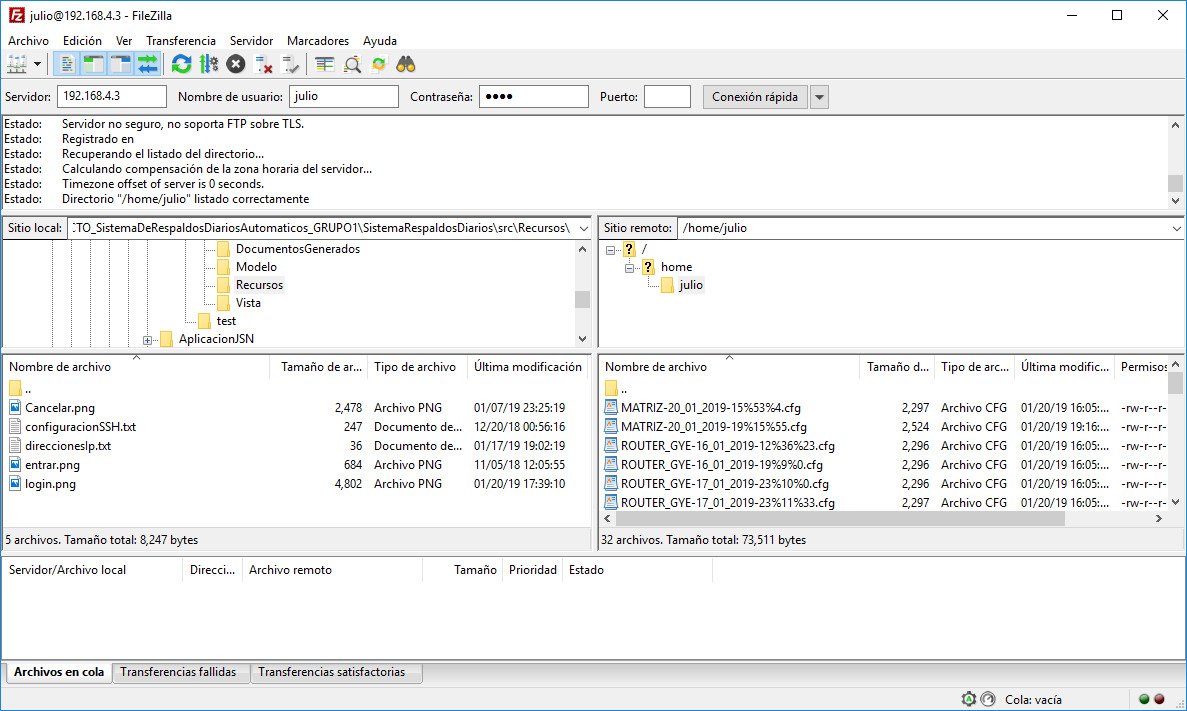 julio@192.168.4.3 - FileZilla
Archivo Edición Ver Transferencia Servidor Marcadores Ayuda
Servidor: 192.168.4.3 Nombre de usuario: julio Contraseña: ●●●● Puerto: Conexión rápida
Estado: Servidor no seguro, no soporta FTP sobre TLS.
Estado: Registrado en
Estado: Recuperando el listado del directorio...
Estado: Calculando compensación de la zona horaria del servidor...
Estado: Timezone offset of server is 0 seconds.
Estado: Directorio "/home/julio" listado correctamente
Sitio local: CTO_SistemaDeRespaldosDiariosAutomaticos_GRUPO1\SistemaRespaldosDiarios\src\Recursos\
DocumentosGenerados
Modelo
Recursos
Vista
test
AplicacionJSN
Sitio remoto: /home/julio
/
home
julio
Nombre de archivo Tamaño de ar... Tipo de archivo Última modificación
..
Cancelar.png 2,478 Archivo PNG 01/07/19 23:25:19
configuracionSSH.txt 247 Documento de... 12/20/18 00:56:16
direccionesIp.txt 36 Documento de... 01/17/19 19:02:19
entrar.png 684 Archivo PNG 11/05/18 12:05:55
login.png 4,802 Archivo PNG 01/20/19 17:39:10
5 archivos. Tamaño total: 8,247 bytes
Nombre de archivo Tamaño d... Tipo de arc... Última modific... Permisos
..
MATRIZ-20_01_2019-15%53%4.cfg 2,297 Archivo CFG 01/20/19 16:05:... -rw-r--r-
MATRIZ-20_01_2019-19%15%55.cfg 2,524 Archivo CFG 01/20/19 19:16:... -rw-r--r-
ROUTER_GYE-16_01_2019-12%36%23.cfg 2,296 Archivo CFG 01/20/19 16:05:... -rw-r--r-
ROUTER_GYE-16_01_2019-19%9%0.cfg 2,296 Archivo CFG 01/20/19 16:05:... -rw-r--r-
ROUTER_GYE-17_01_2019-23%10%0.cfg 2,296 Archivo CFG 01/20/19 16:05:... -rw-r--r-
ROUTER_GYE-17_01_2019-23%11%33.cfg 2,297 Archivo CFG 01/20/19 16:05:... -rw-r--r-
32 archivos. Tamaño total: 73,511 bytes
Servidor/Archivo local Direcci... Archivo remoto Tamaño Prioridad Estado
Archivos en cola Transferencias fallidas Transferencias satisfactorias
Cola: vacía